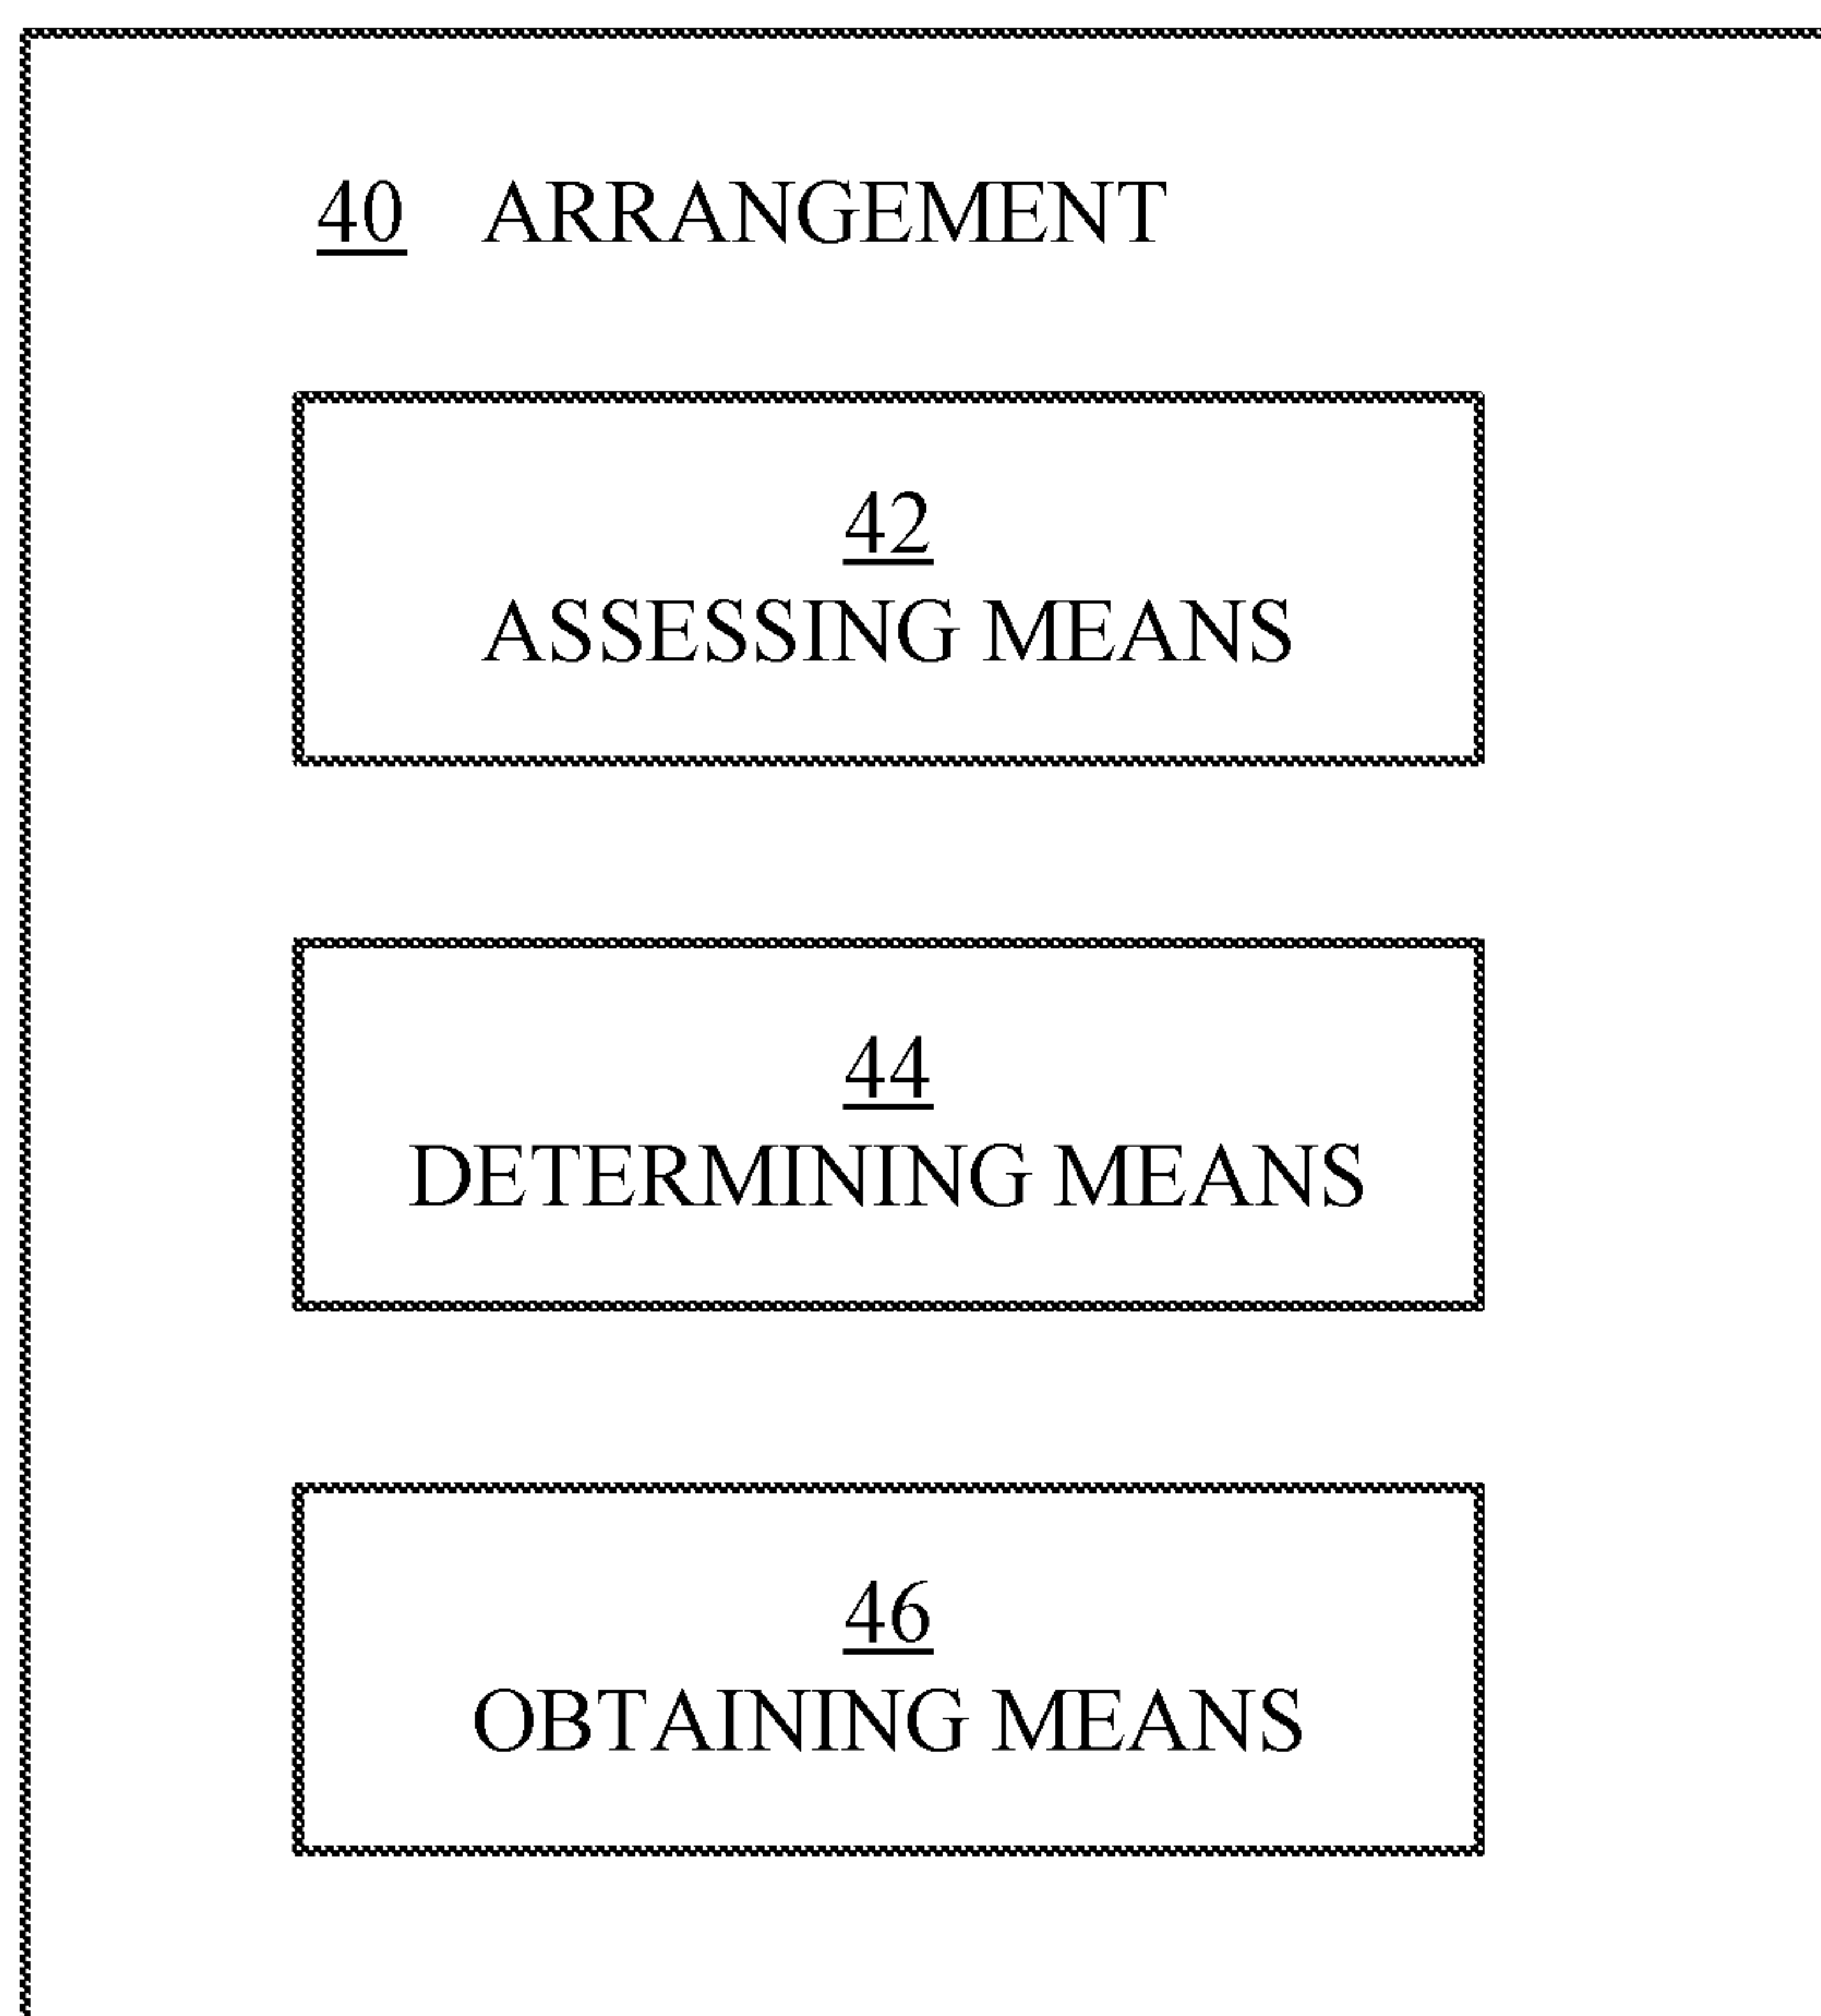 40 ARRANGEMENT
42
ASSESSING MEANS
44
DETERMINING MEANS
46
OBTAINING MEANS